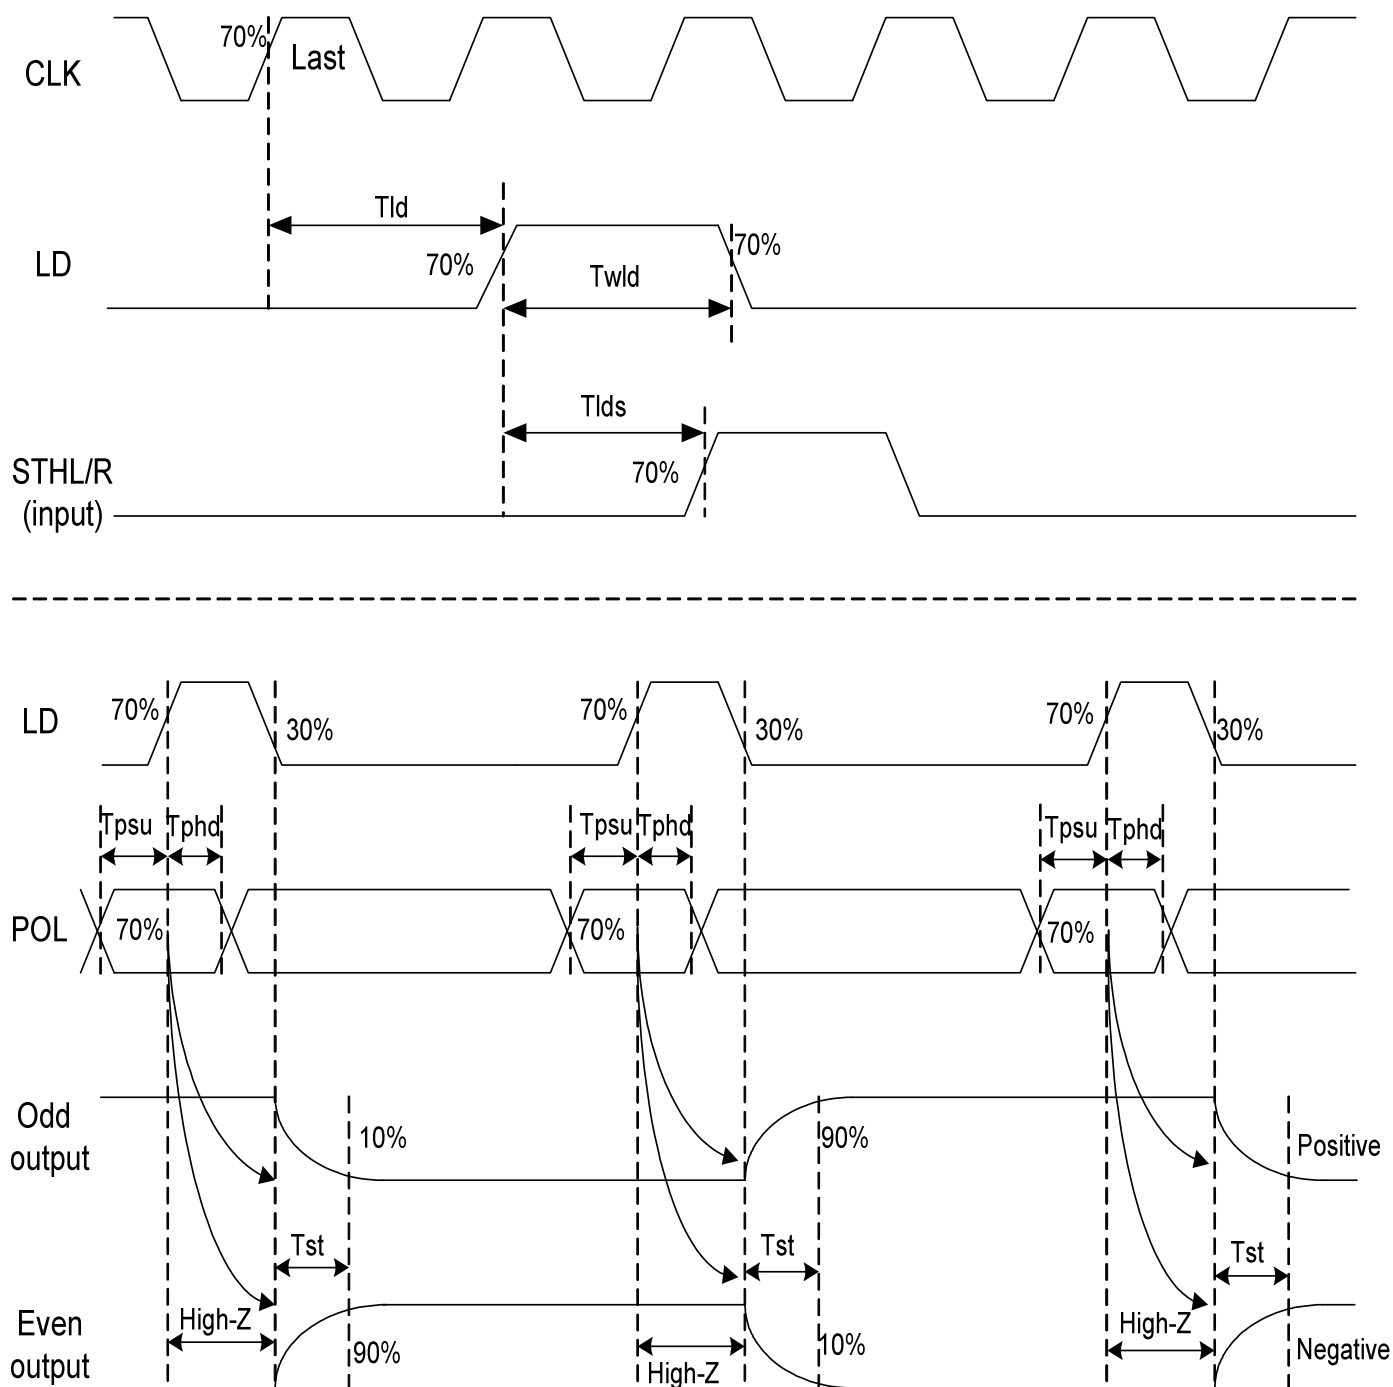 70%
Last
CLK
Tld
70%
70%
LD
Twld
Tlds
70%
STHL/R
(input)
70%
30%
70%
30%
70%
30%
LD
Tpsu
Tphd
Tpsu
Tphd
Tpsu
Tphd
POL
70%
70%
70%
Odd
output
10%
90%
Positive
Tst
Tst
Tst
Even
output
High-Z
90%
High-Z
10%
High-Z
Negative